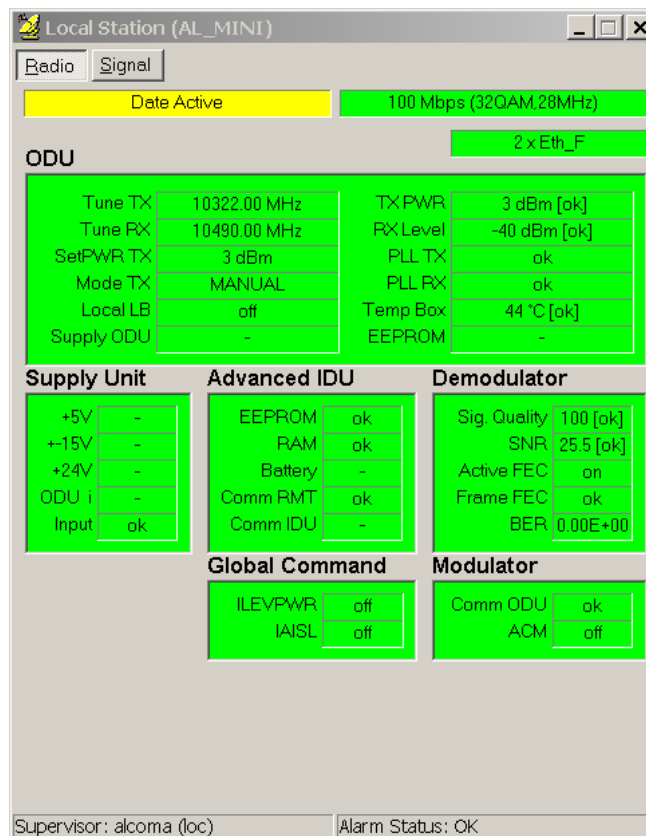 Local Station (AL_MINI)
Radio Signal
Date Active 100 Mbps (32QAM,28MHz)
2 x Eth_F
ODU
Tune TX 10322.00 MHz TX PWR 3 dBm [ok]
Tune RX 10490.00 MHz RX Level -40 dBm [ok]
SetPWR TX 3 dBm PLL TX ok
Mode TX MANUAL PLL RX ok
Local LB off Temp Box 44 °C [ok]
Supply ODU - EEPROM -
Supply Unit Advanced IDU Demodulator
+5V - EEPROM ok Sig. Quality 100 [ok]
+-15V - RAM ok SNR 25.5 [ok]
+24V - Battery - Active FEC on
ODU i - Comm RMT ok Frame FEC ok
Input ok Comm IDU - BER 0.00E+00
Global Command Modulator
ILEVPWR off Comm ODU ok
IAISL off ACM off
Supervisor: alcoma (loc) Alarm Status: OK